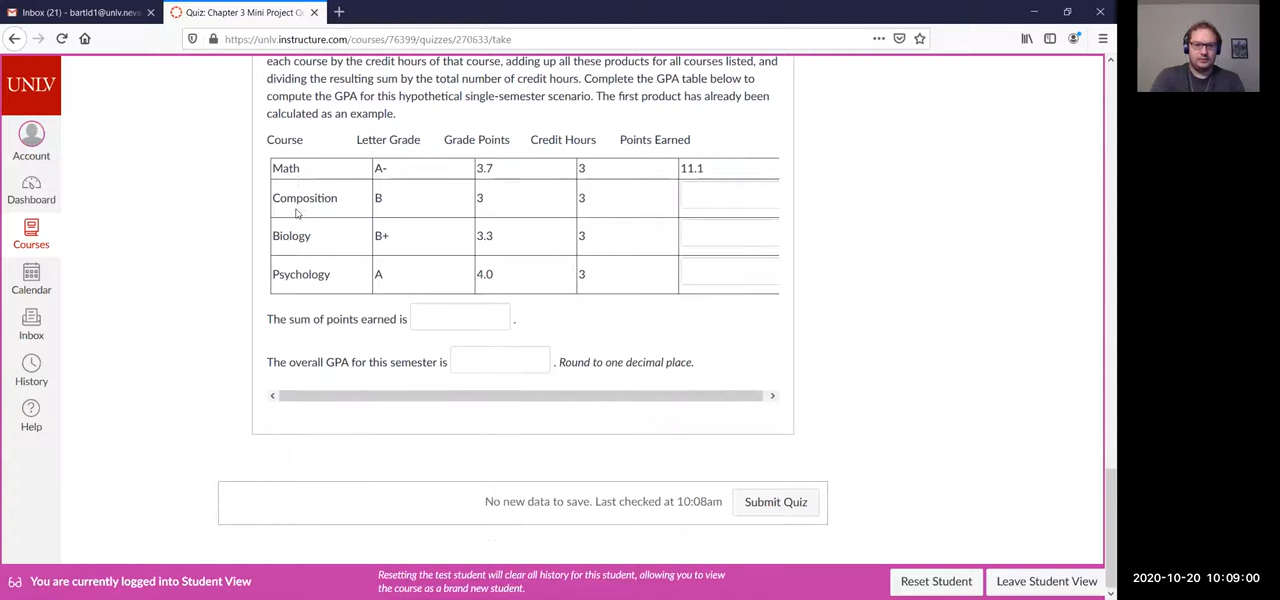 Inbox (21) - bartld1@unlv.neva
Quiz: Chapter 3 Mini Project Q
https://unlv.instructure.com/courses/76399/quizzes/270633/take
UNLV
Account
Dashboard
Courses
Calendar
Inbox
History
Help
each course by the credit hours of that course, adding up all these products for all courses listed, and
dividing the resulting sum by the total number of credit hours. Complete the GPA table below to
compute the GPA for this hypothetical single-semester scenario. The first product has already been
calculated as an example.
Course Letter Grade Grade Points Credit Hours Points Earned
Math A- 3.7 3 11.1
Composition B 3 3
Biology B+ 3.3 3
Psychology A 4.0 3
The sum of points earned is .
The overall GPA for this semester is . Round to one decimal place.
No new data to save. Last checked at 10:08am Submit Quiz
You are currently logged into Student View
Resetting the test student will clear all history for this student, allowing you to view
the course as a brand new student.
Reset Student
Leave Student View
2020-10-20 10:09:00